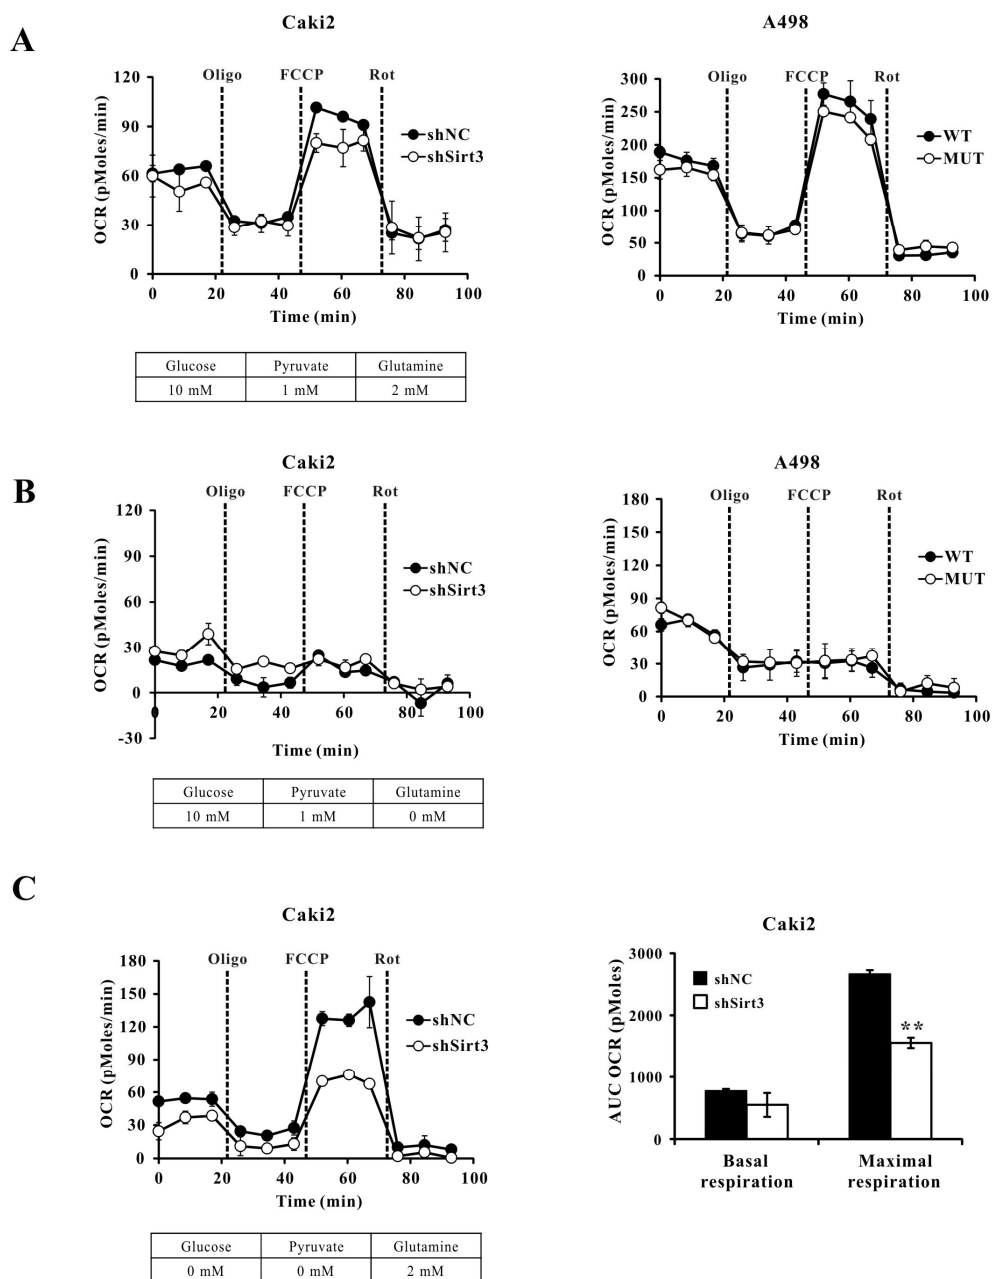 A
Caki2
Oligo FCCP Rot
OCR (pMoles/min)
120
90
60
30
0
0 20 40 60 80 100
Time (min)
shNC
shSirt3
Glucose Pyruvate Glutamine
10 mM 1 mM 2 mM
A498
Oligo FCCP Rot
OCR (pMoles/min)
300
250
200
150
100
50
0
0 20 40 60 80 100
Time (min)
WT
MUT
B
Caki2
Oligo FCCP Rot
OCR (pMoles/min)
120
90
60
30
0
-30
0 20 40 60 80 100
Time (min)
shNC
shSirt3
Glucose Pyruvate Glutamine
10 mM 1 mM 0 mM
A498
Oligo FCCP Rot
OCR (pMoles/min)
180
150
120
90
60
30
0
0 20 40 60 80 100
Time (min)
WT
MUT
C
Caki2
Oligo FCCP Rot
OCR (pMoles/min)
180
150
120
90
60
30
0
0 20 40 60 80 100
Time (min)
shNC
shSirt3
Glucose Pyruvate Glutamine
0 mM 0 mM 2 mM
Caki2
AUC OCR (pMoles)
3000
2000
1000
0
shNC
shSirt3
**
Basal
respiration
Maximal
respiration